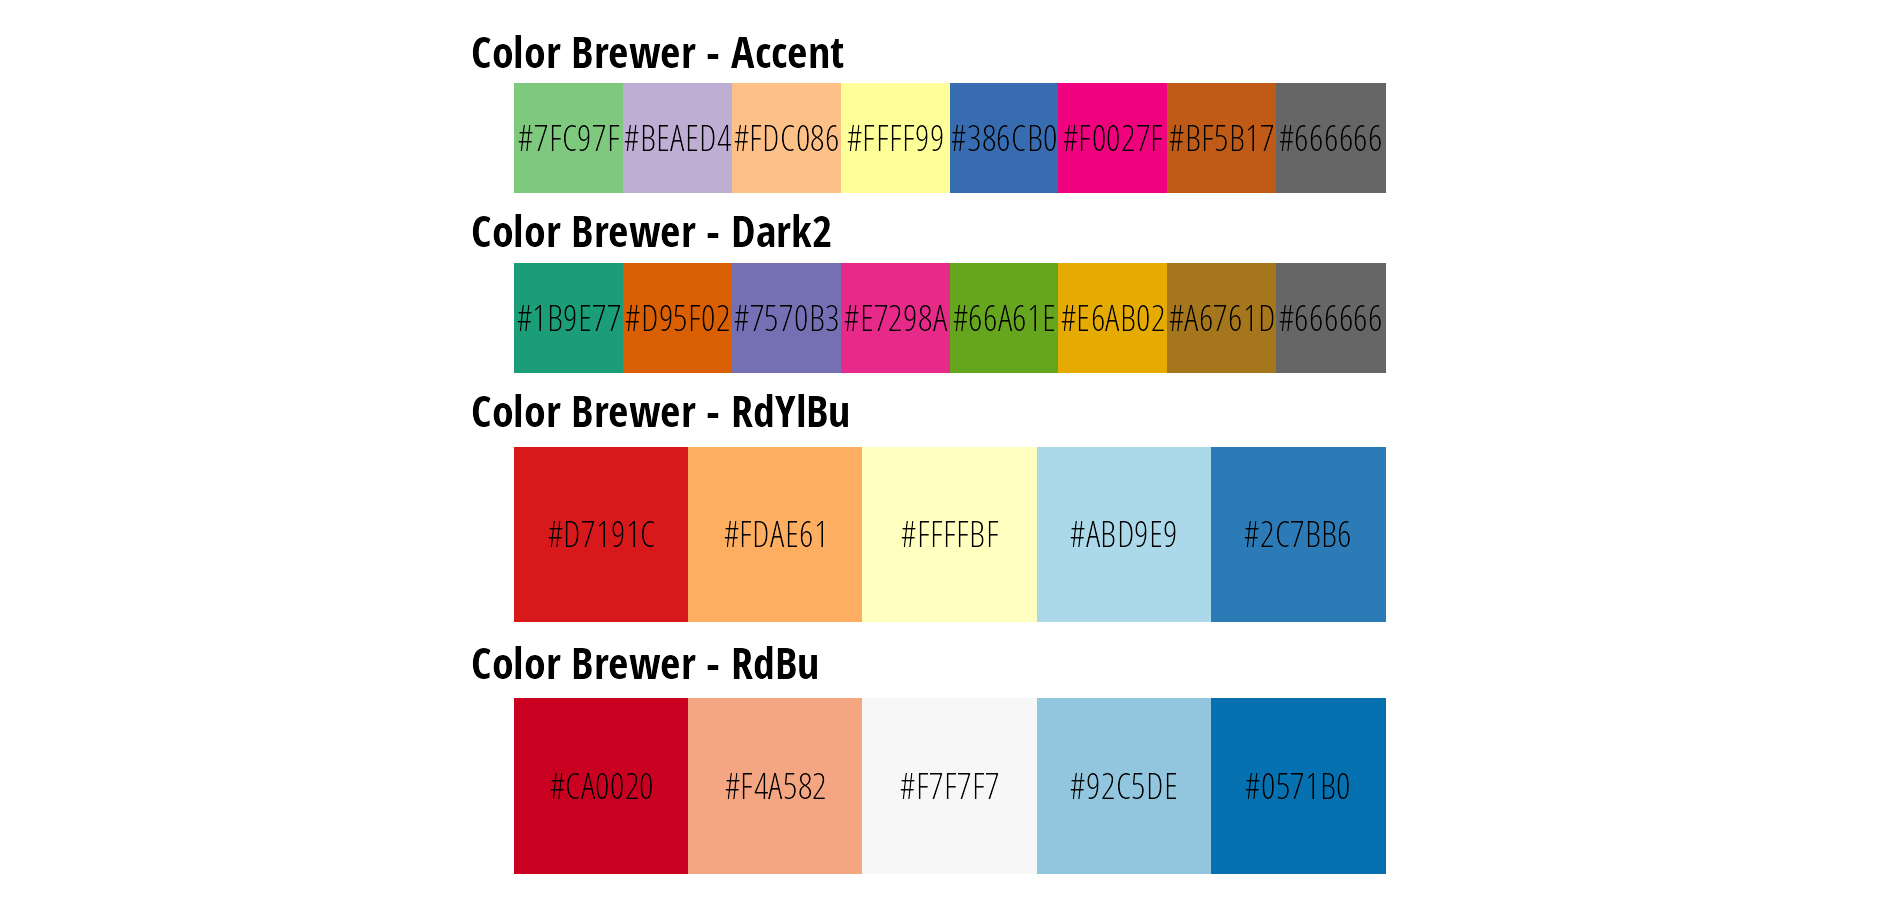 Color Brewer - Accent
#7FC97F #BEAED4 #FDC086 #FFFF99 #386CB0 #F0027F #BF5B17 #666666
Color Brewer - Dark2
#1B9E77 #D95F02 #7570B3 #E7298A #66A61E #E6AB02 #A6761D #666666
Color Brewer - RdYlBu
#D7191C #FDAE61 #FFFFBF #ABD9E9 #2C7BB6
Color Brewer - RdBu
#CA0020 #F4A582 #F7F7F7 #92C5DE #0571B0